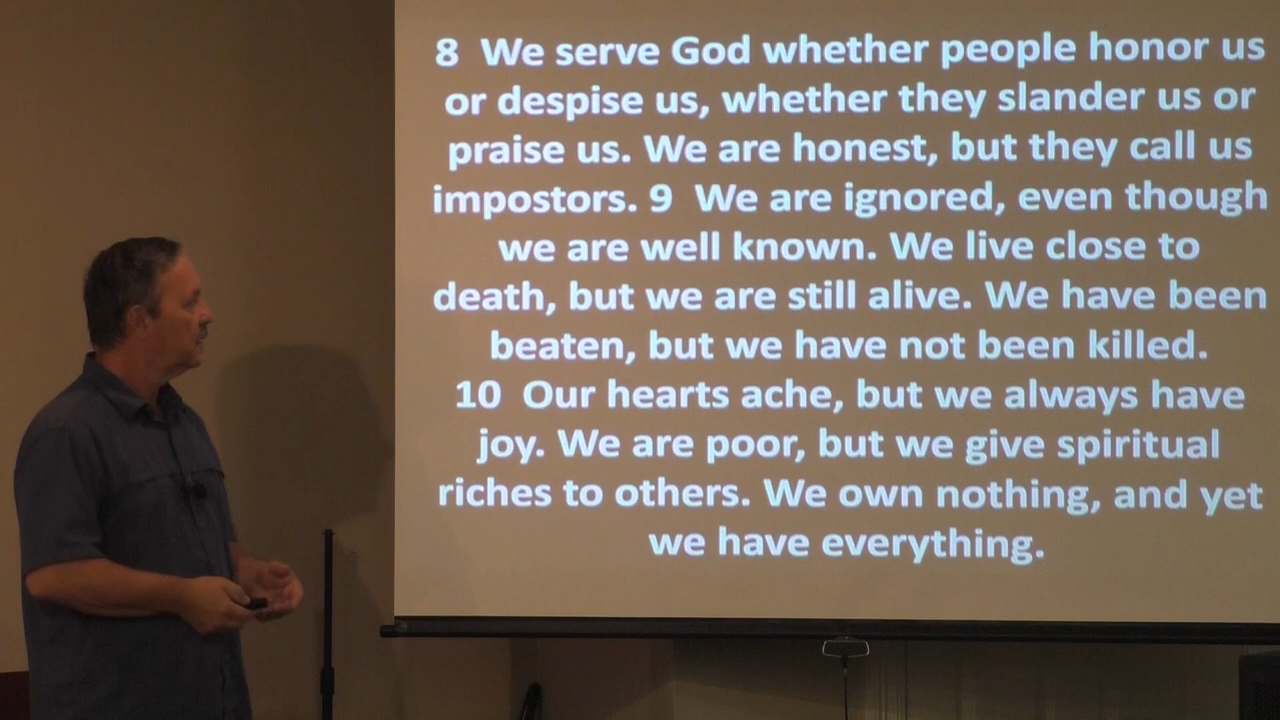 8 We serve God whether people honor us
or despise us, whether they slander us or
praise us. We are honest, but they call us
impostors. 9 We are ignored, even though
we are well known. We live close to
death, but we are still alive. We have been
beaten, but we have not been killed.
10 Our hearts ache, but we always have
joy. We are poor, but we give spiritual
riches to others. We own nothing, and yet
we have everything.